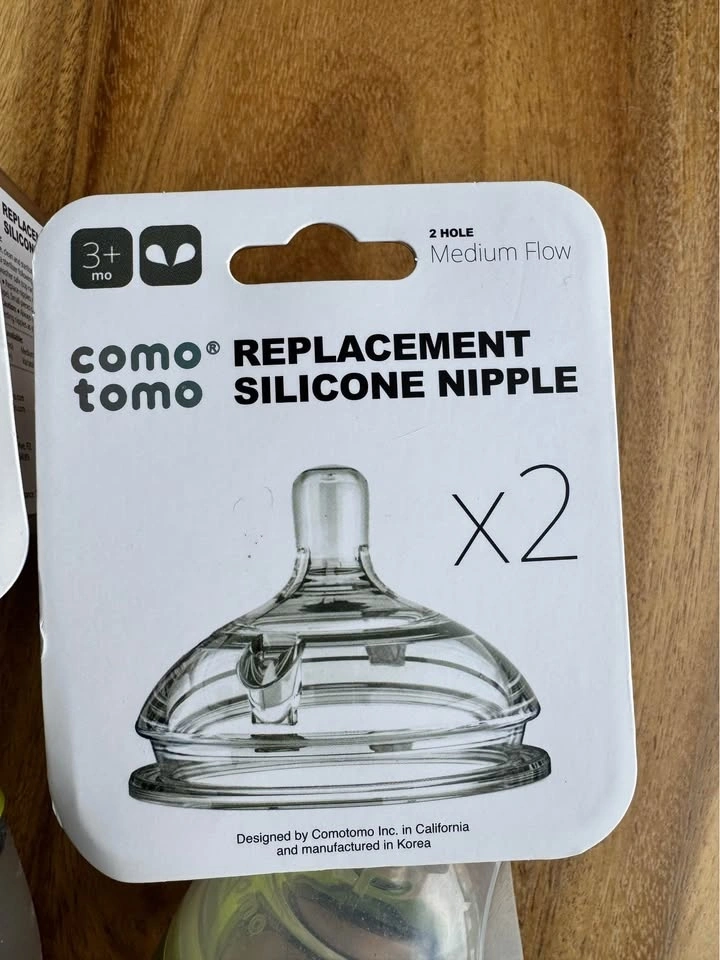 3+
mo
2 HOLE
Medium Flow
como®
tomo
REPLACEMENT
SILICONE NIPPLE
x2
Designed by Comotomo Inc. in California
and manufactured in Korea